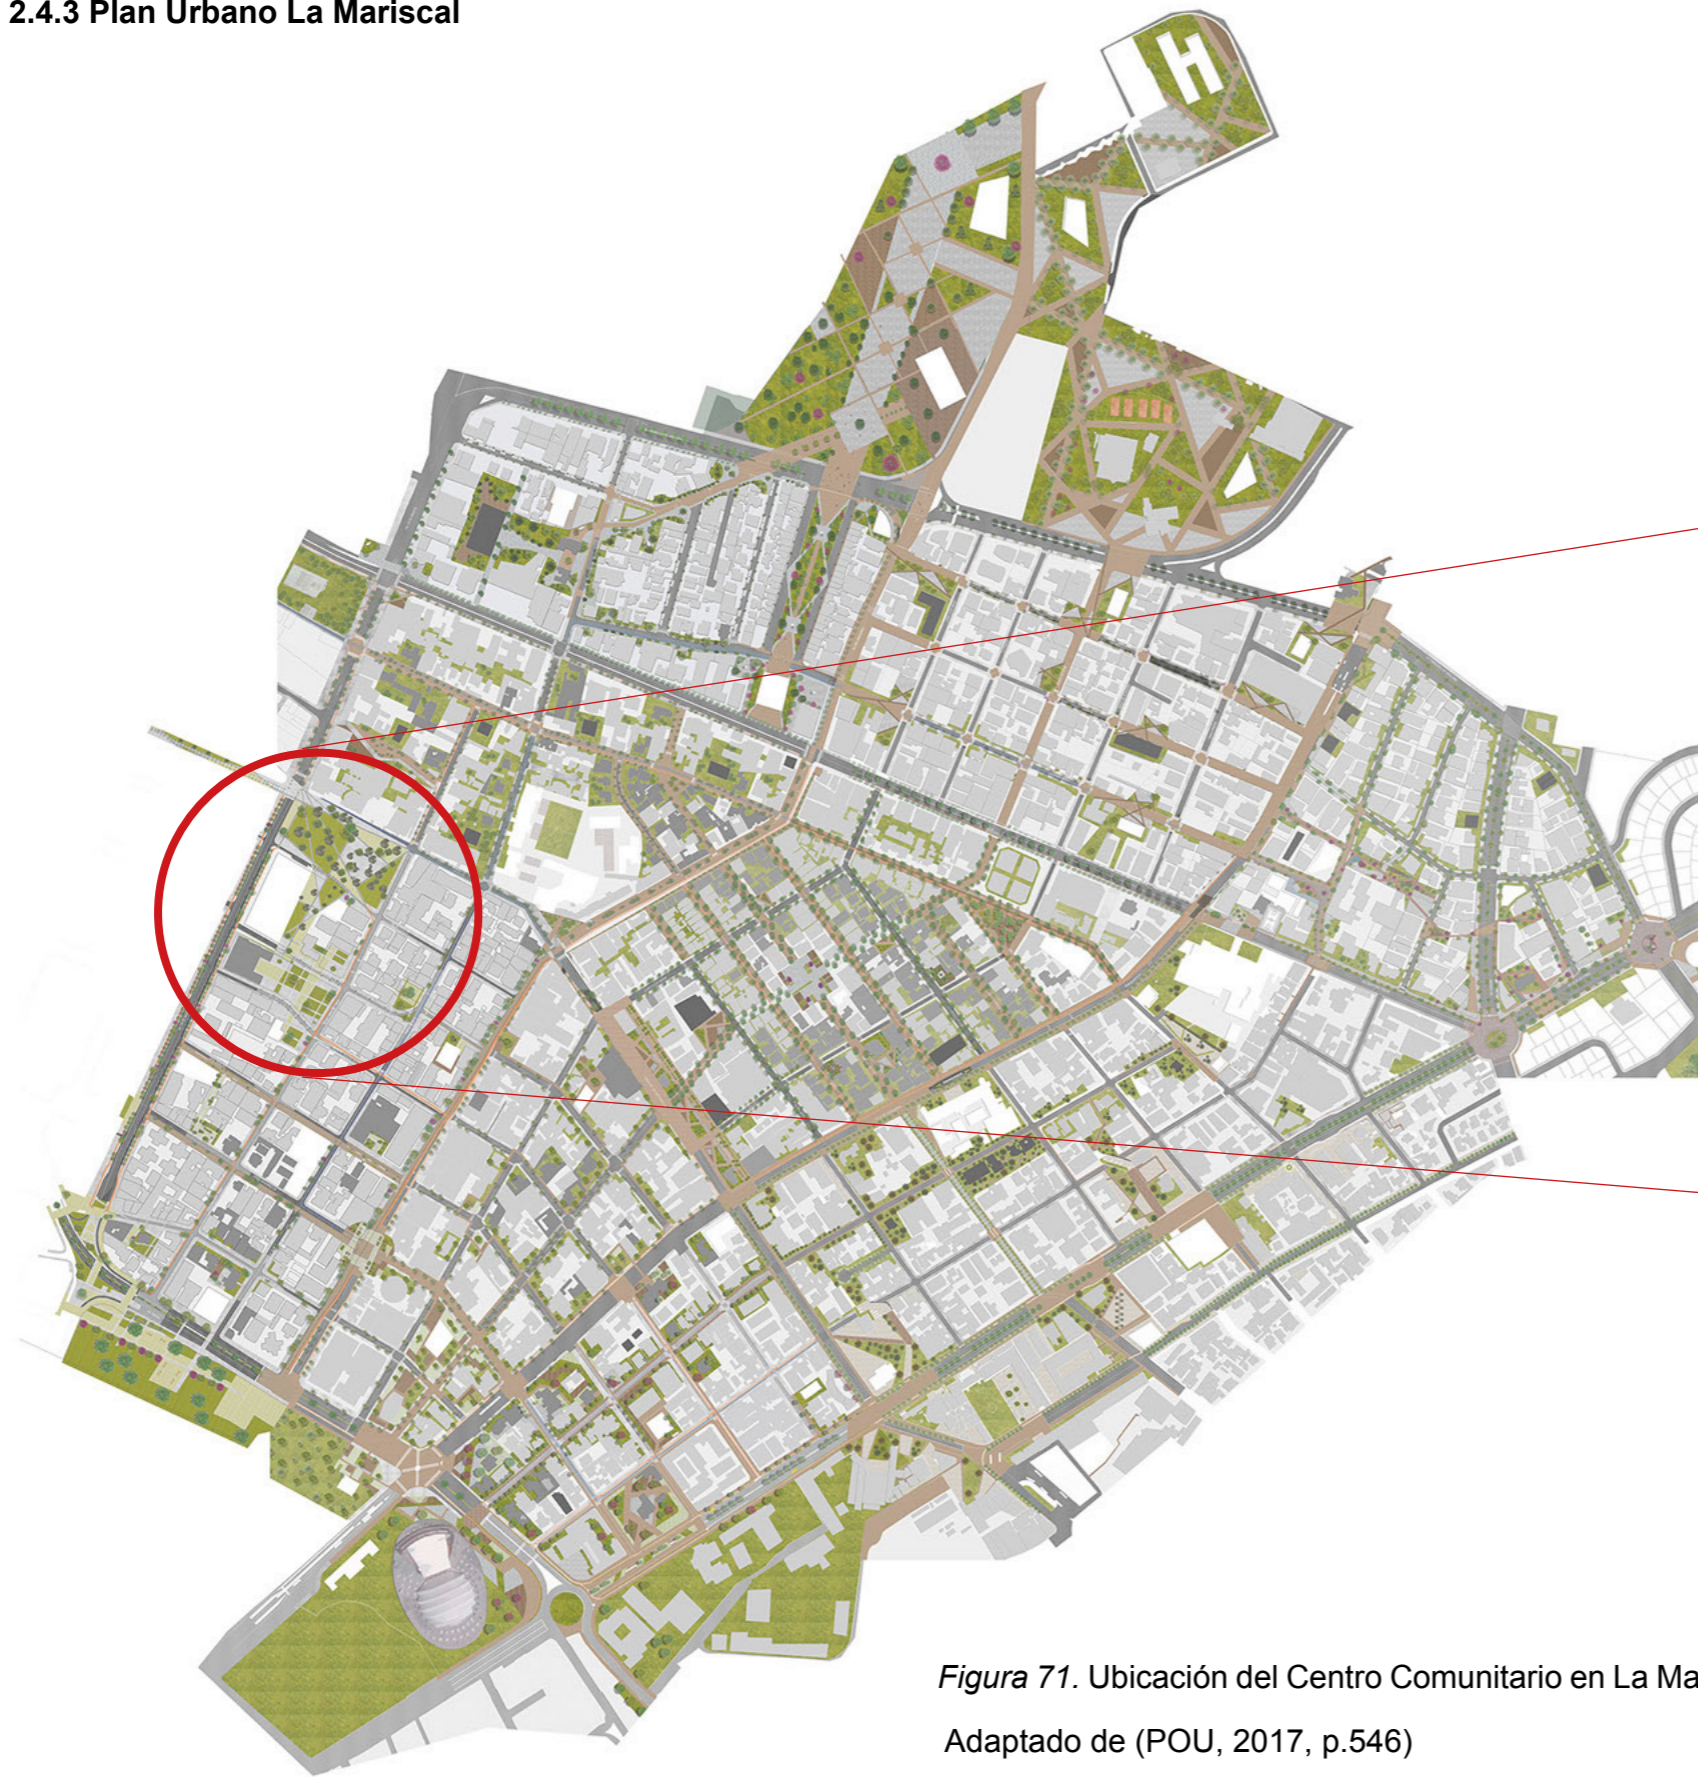 2.4.3 Plan Urbano La Mariscal
Figura 71. Ubicación del Centro Comunitario en La Ma
Adaptado de (POU, 2017, p.546)